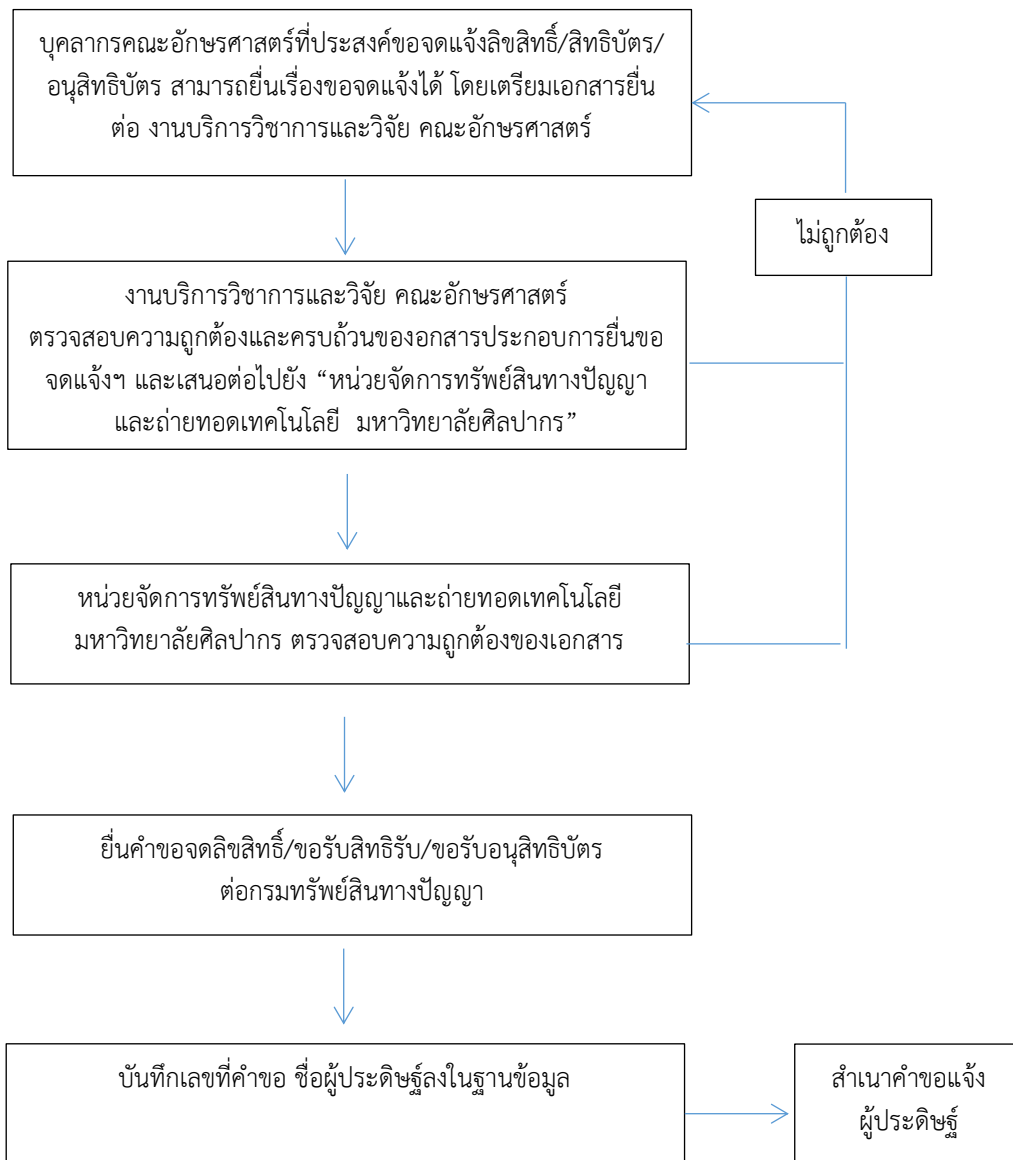 บุคลากรคณะอักษรศาสตร์ที่ประสงค์ขอจดแจ้งลิขสิทธิ์/สิทธิบัตร/
อนุสิทธิบัตร สามารถยื่นเรื่องขอจดแจ้งได้ โดยเตรียมเอกสารยื่น
ต่อ งานบริการวิชาการและวิจัย คณะอักษรศาสตร์
ไม่ถูกต้อง
งานบริการวิชาการและวิจัย คณะอักษรศาสตร์
ตรวจสอบความถูกต้องและครบถ้วนของอกสารประกอบการยื่นขอ
จดแจ้งฯ และเสนอต่อไปยัง “หน่วยจัดการทรัพย์สินทางปัญญา
และถ่ายทอดเทคโนโลยี มหาวิทยาลัยศิลปากร”
หน่วยจัดการทรัพย์สินทางปัญญาและถ่ายทอดเทคโนโลยี
มหาวิทยาลัยศิลปากร ตรวจสอบความถูกต้องของเอกสาร
ยื่นคำขอจดลิขสิทธิ์/ขอรับสิทธิรับ/ขอรับอนุสิทธิบัตร
ต่อกรมทรัพย์สินทางปัญญา
บันทึกเลขที่คำขอ ชื่อผู้ประดิษฐ์ลงในฐานข้อมูล
สำเนาคำขอแจ้ง
ผู้ประดิษฐ์